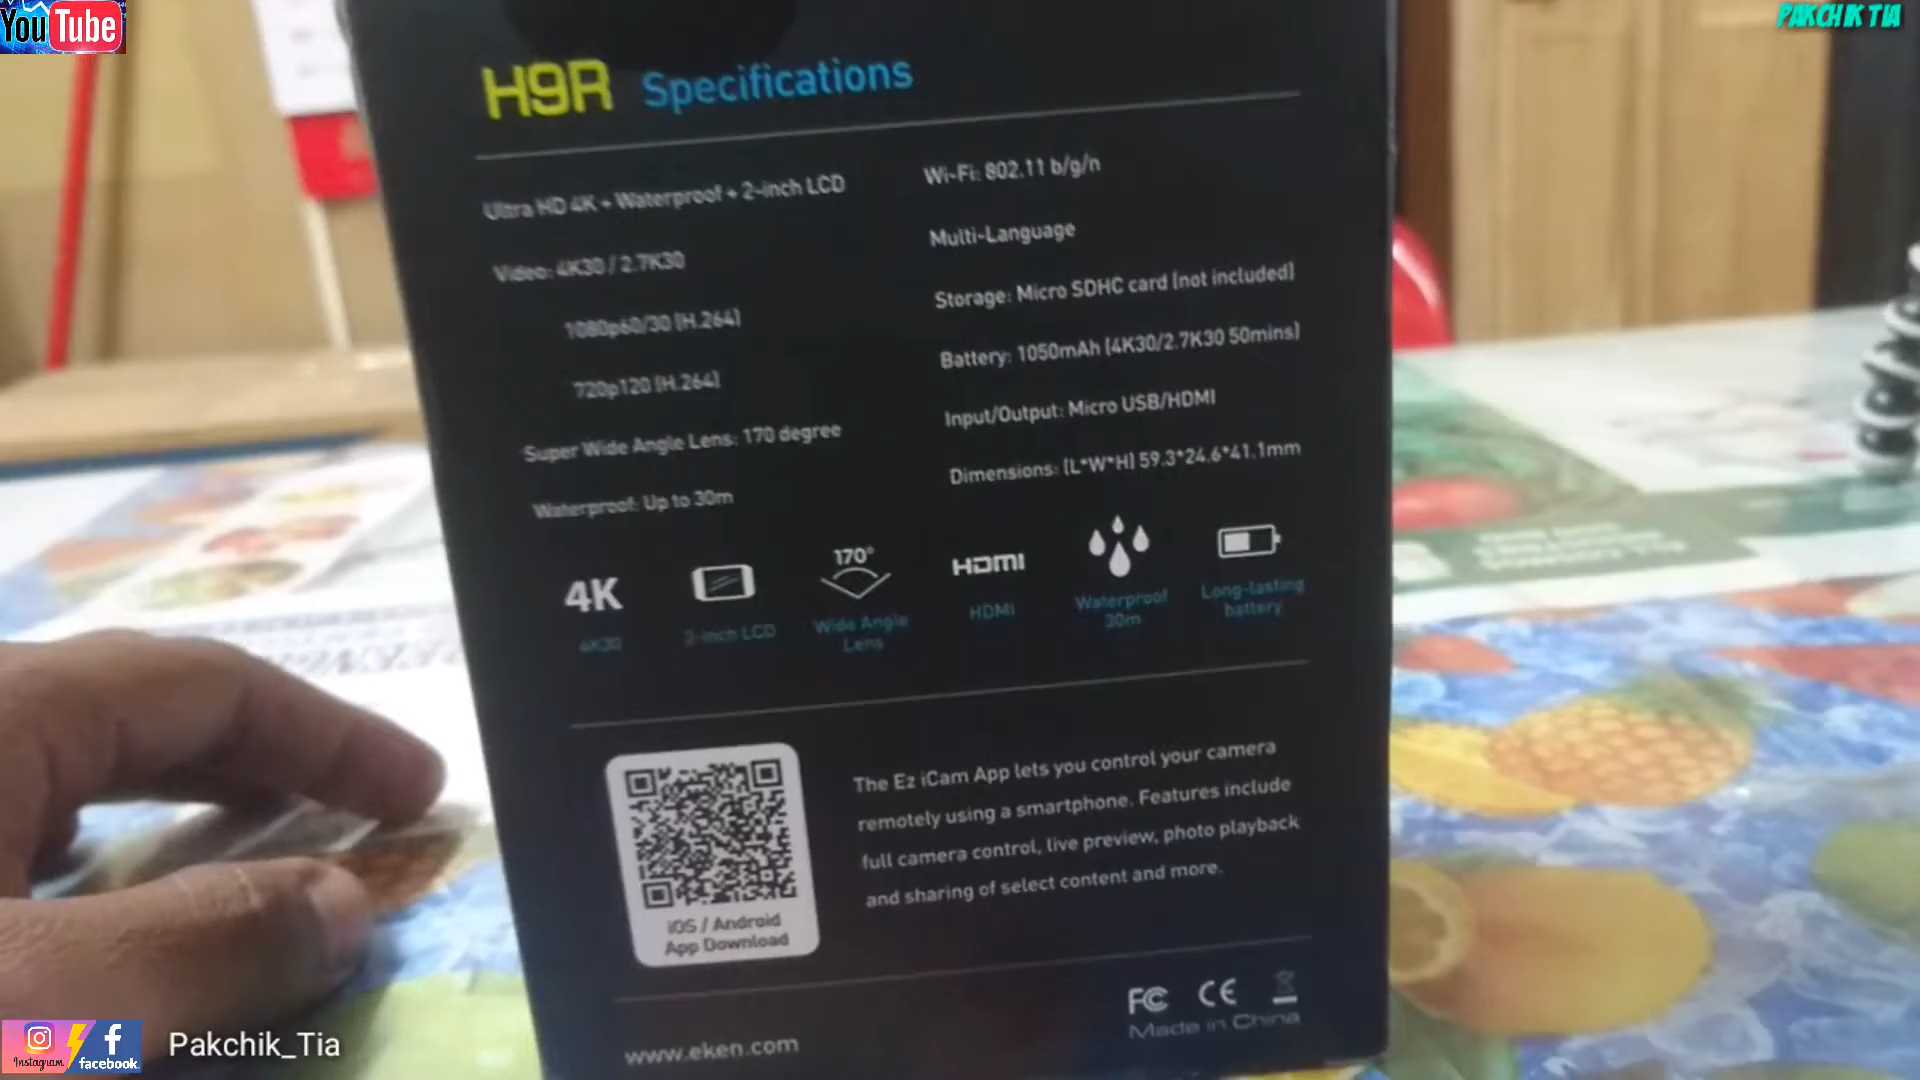 You Tube
PAKCHIK TIA
H9R Specifications
Ultra HD 4K + Waterproof + 2-inch LCD
Video: 4K30 / 2.7K30
1080p60/30 (H.264)
720p120 (H.264)
Super Wide Angle Lens: 170 degree
Waterproof: Up to 30m
Wi-Fi: 802.11 b/g/n
Multi-Language
Storage: Micro SDHC card (not included)
Battery: 1050mAh (4K30/2.7K30 50mins)
Input/Output: Micro USB/HDMI
Dimensions: (L*W*H) 59.3*24.6*41.1mm
4K
4K30
2-inch LCD
170°
Wide Angle
Lens
HDMI
HDMI
Waterproof
30m
Long-lasting
battery
iOS / Android
App Download
The Ez iCam App lets you control your camera
remotely using a smartphone. Features include
full camera control, live preview, photo playback
and sharing of select content and more.
FC CE
Made in China
www.eken.com
Instagram
facebook.
Pakchik_Tia